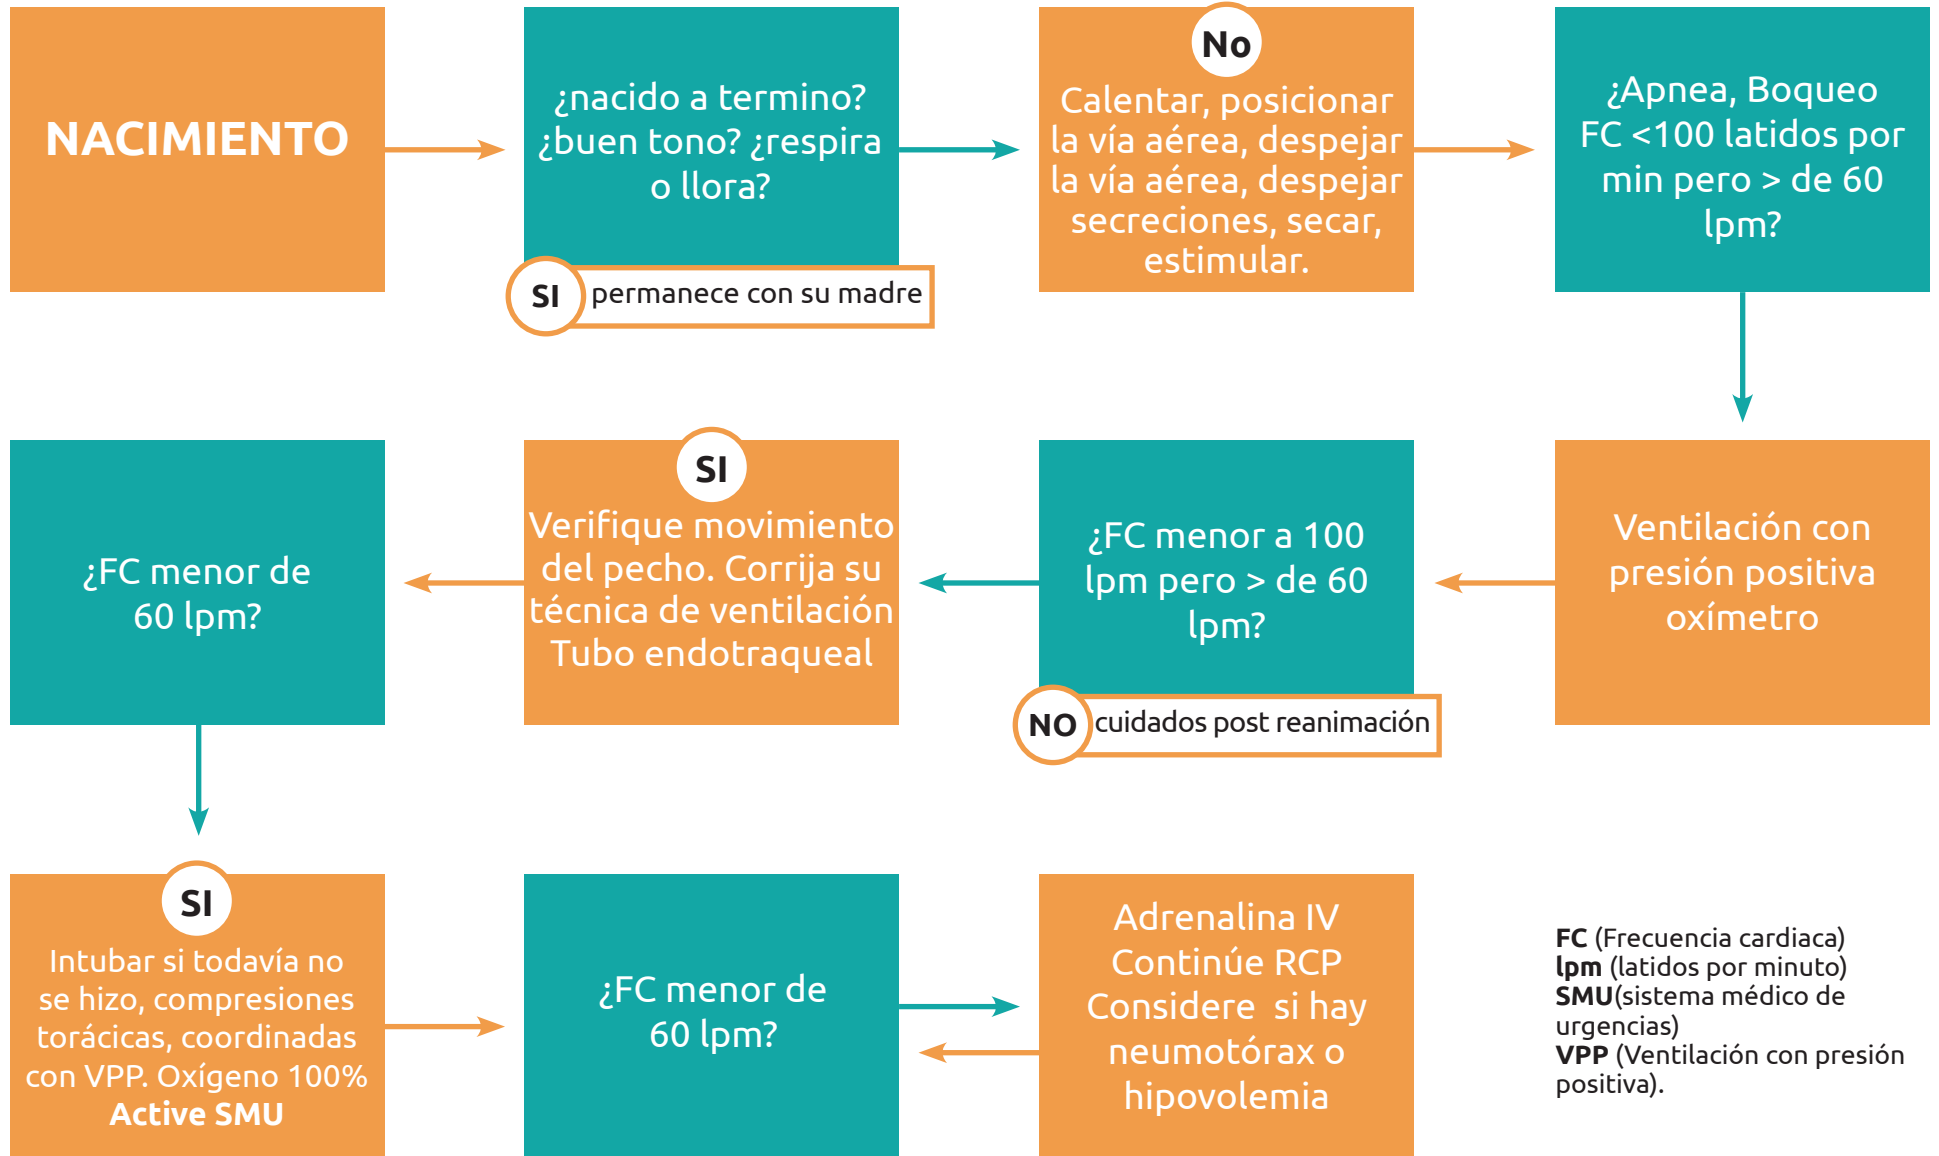 NACIMIENTO
¿nacido a termino?
¿buen tono? ¿respira
o llora?
SI
permanece con su madre
No
Calentar, posicionar
la vía aérea, despejar
la vía aérea, despejar
secreciones, secar,
estimular.
¿Apnea, Boqueo
FC <100 latidos por
min pero > de 60
lpm?
Ventilación con
presión positiva
oxímetro
¿FC menor a 100
lpm pero > de 60
lpm?
NO
cuidados post reanimación
SI
Verifique movimiento
del pecho. Corrija su
técnica de ventilación
Tubo endotraqueal
¿FC menor de
60 lpm?
SI
Intubar si todavía no
se hizo, compresiones
torácicas, coordinadas
con VPP. Oxígeno 100%
Active SMU
¿FC menor de
60 lpm?
Adrenalina IV
Continúe RCP
Considere si hay
neumotórax o
hipovolemia
FC (Frecuencia cardiaca)
lpm (latidos por minuto)
SMU(sistema médico de
urgencias)
VPP (Ventilación con presión
positiva).